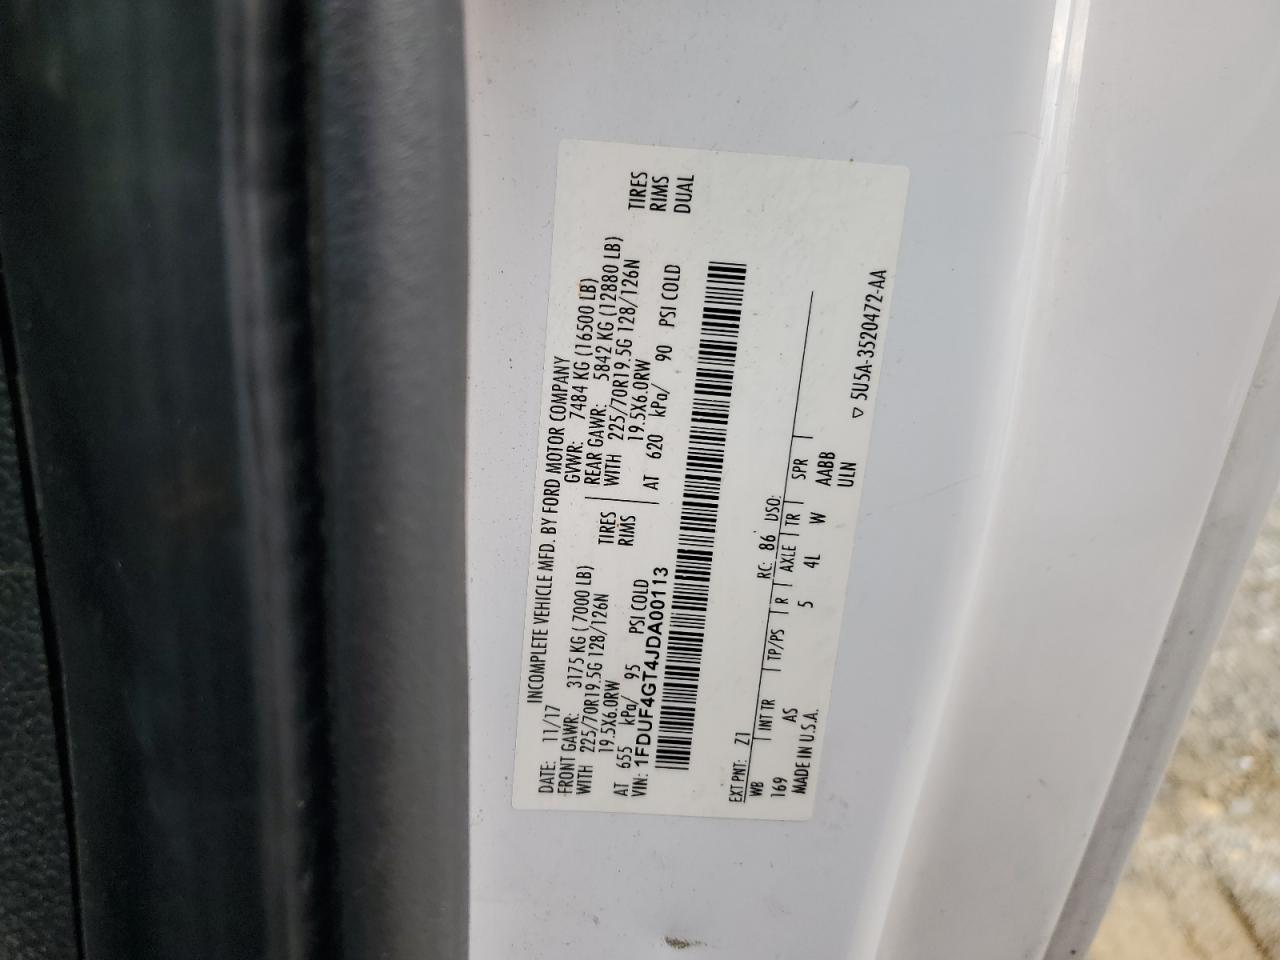 INCOMPLETE VEHICLE MFD. BY FORD MOTOR COMPANY
DATE: 11/17 GVWR: 7484 KG (16500 LB)
FRONT GAWR: 3175 KG ( 7000 LB) REAR GAWR: 5842 KG (12880 LB)
WITH 225/70R19.5G 128/126N TIRES WITH 225/70R19.5G 128/126N TIRES
19.5X6.0RW RIMS 19.5X6.0RW RIMS
AT 655 kPa/ 95 PSI COLD AT 620 kPa/ 90 PSI COLD DUAL
VIN: 1FDUF4GT4JDA00113
EXT PNT: Z1 RC: 86 DSO:
WB INT TR TP/PS R AXLE TR SPR
169 AS 5 4L W AABB
MADE IN U.S.A. ULN
▽ 5U5A-3520472-AA